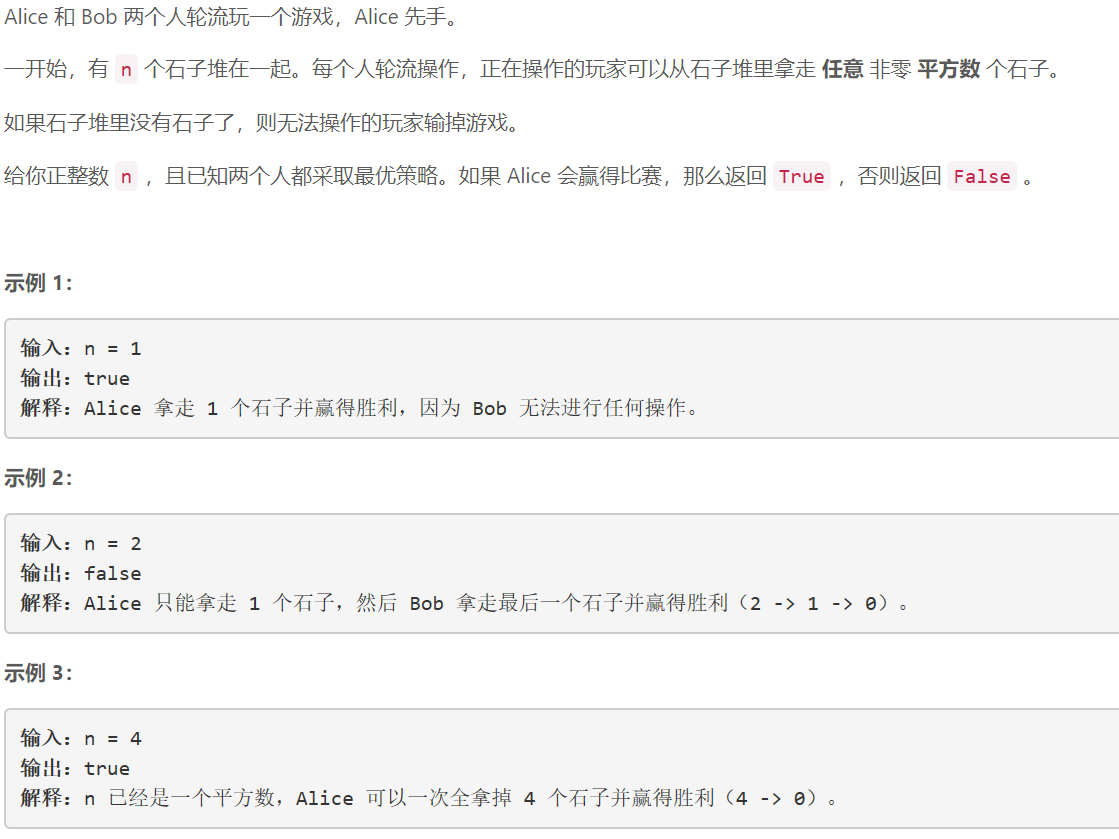 Alice 和 Bob 两个人轮流玩一个游戏，Alice 先手。
一开始，有 n 个石子堆在一起。每个人轮流操作，正在操作的玩家可以从石子堆里拿走 任意 非零 平方数 个石子。
如果石子堆里没有石子了，则无法操作的玩家输掉游戏。
给你正整数 n ，且已知两个人都采取最优策略。如果 Alice 会赢得比赛，那么返回 True ，否则返回 False 。
示例 1：
输入：n = 1
输出：true
解释：Alice 拿走 1 个石子并赢得胜利，因为 Bob 无法进行任何操作。
示例 2：
输入：n = 2
输出：false
解释：Alice 只能拿走 1 个石子，然后 Bob 拿走最后一个石子并赢得胜利（2 -> 1 -> 0）。
示例 3：
输入：n = 4
输出：true
解释：n 已经是一个平方数，Alice 可以一次全拿掉 4 个石子并赢得胜利（4 -> 0）。